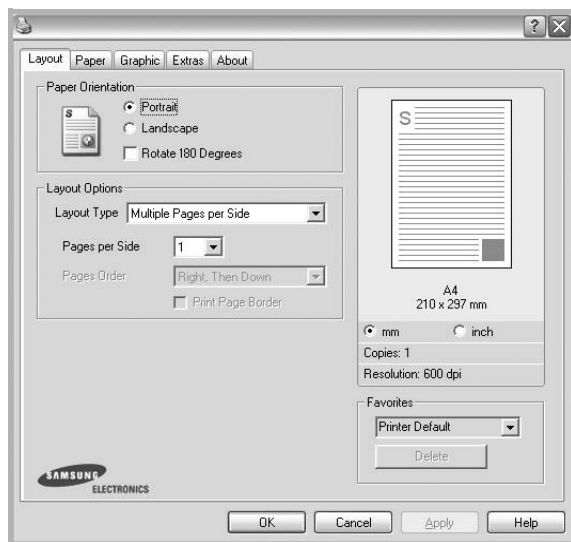 Layout Paper Graphic Extras About
Paper Orientation
S
Portrait
Landscape
Rotate 180 Degrees
Layout Options
Layout Type Multiple Pages per Side
Pages per Side 1
Pages Order Right, Then Down
Print Page Border
S
A4
210 x 297 mm
mm inch
Copies: 1
Resolution: 600 dpi
Favorites
Printer Default
Delete
SAMSUNG
ELECTRONICS
OK Cancel Apply Help